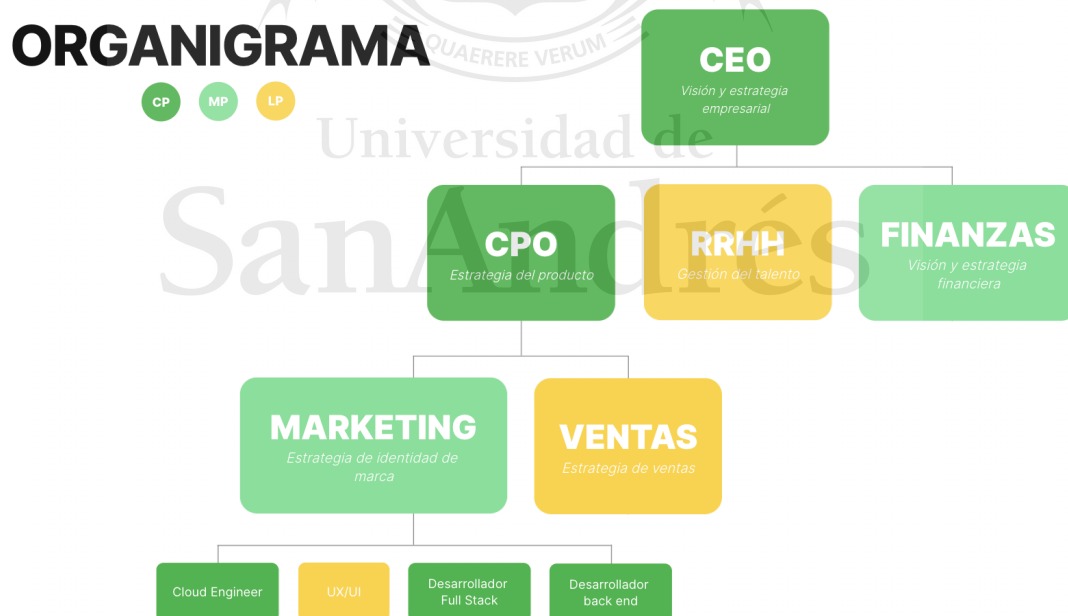 ORGANIGRAMA
CP MP LP
QUAERERE VERUM
Universidad de
SanAndrés
CEO
Visión y estrategia
empresarial
CPO
Estrategia del producto
RRHH
Gestión del talento
FINANZAS
Visión y estrategia
financiera
MARKETING
Estrategia de identidad de
marca
VENTAS
Estrategia de ventas
Cloud Engineer
UX/UI
Desarrollador
Full Stack
Desarrollador
back end